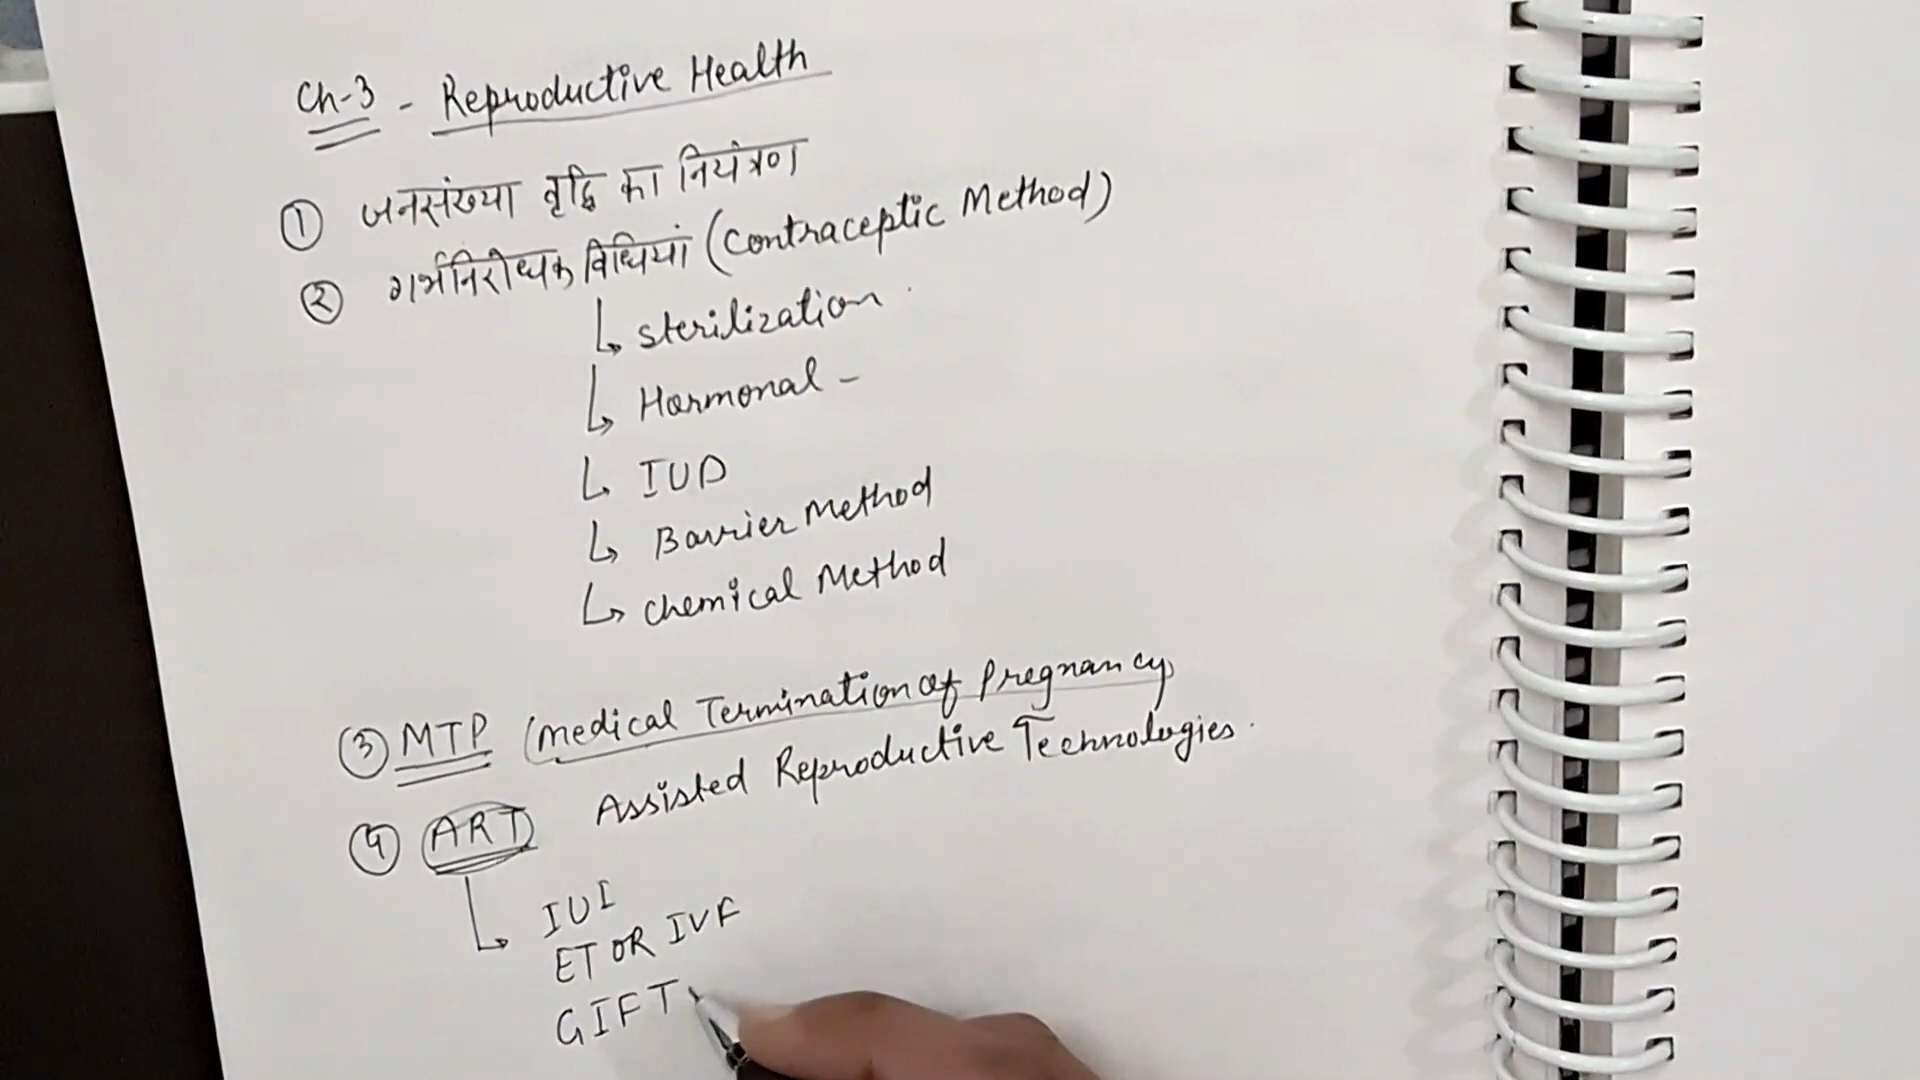 Ch-3 - Reproductive Health
① जनसंख्या वृद्धि का नियंत्रण
② गर्भनिरोधक विधियां (Contraceptic Method)
↳ sterilization
↳ Hormonal -
↳ IUD
↳ Barrier Method
↳ chemical Method
③ MTP (Medical Termination of Pregnancy
④ ART Assisted Reproductive Technologies.
↳ IUI
ET OR IVF
GIFT